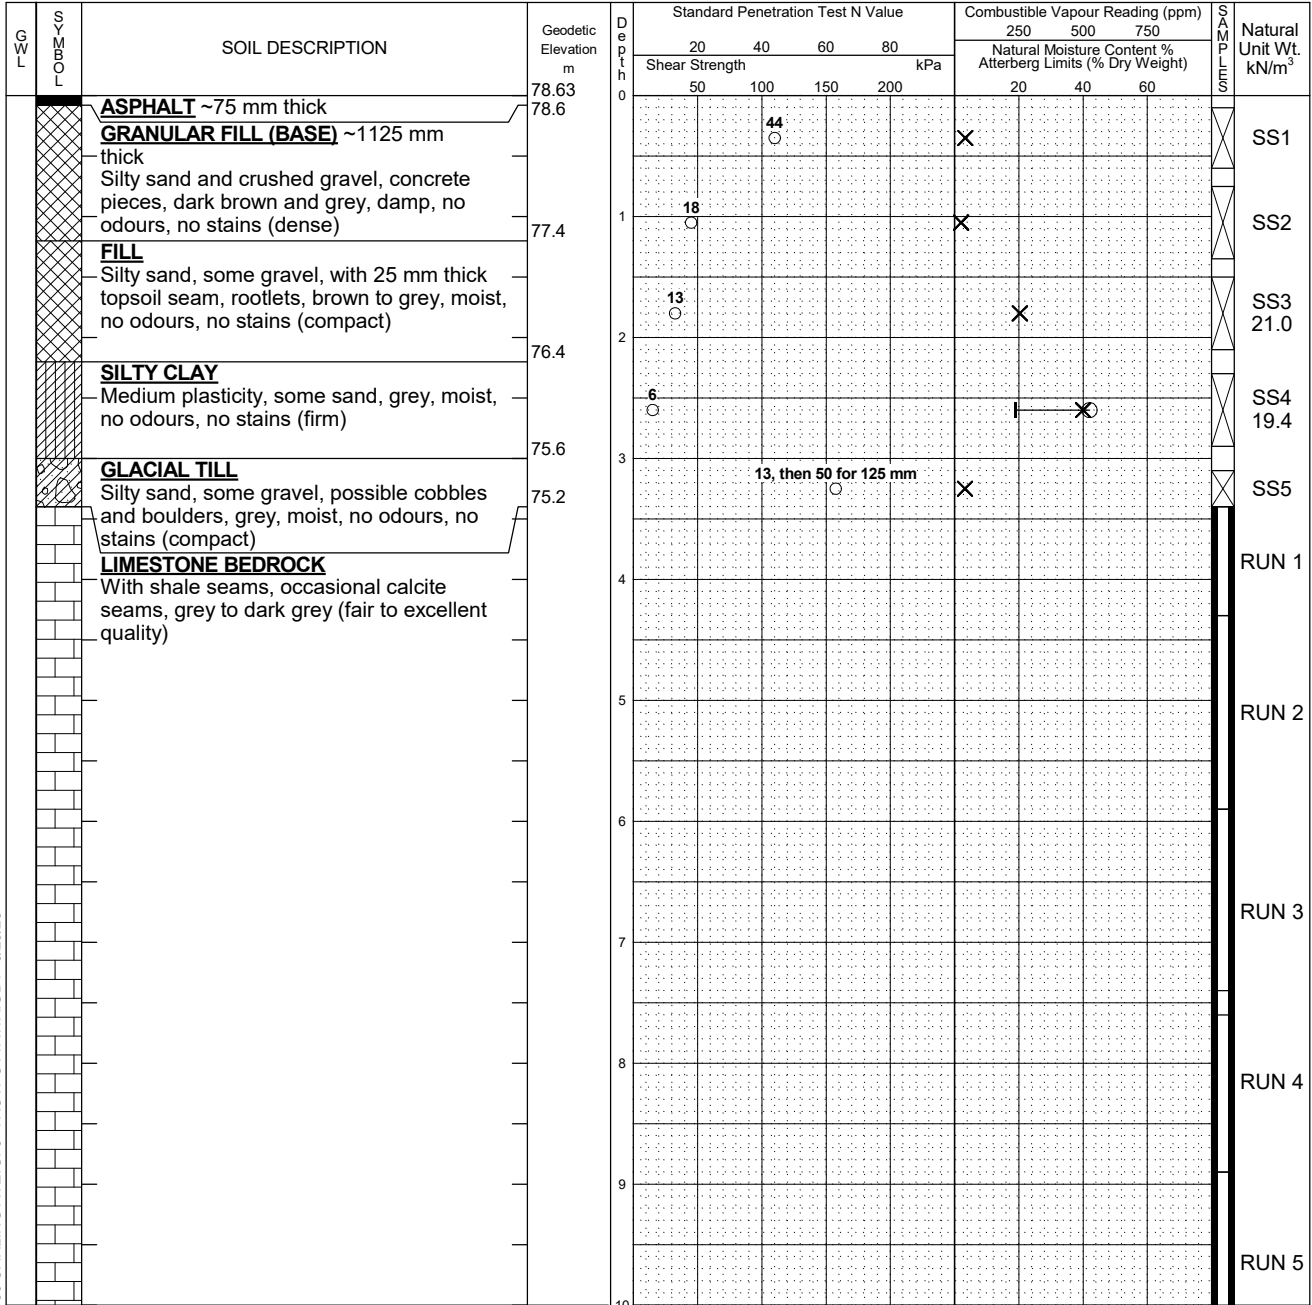 GWL
SYMBOL
SOIL DESCRIPTION
Geodetic
Elevation
m
78.63
Depth
Standard Penetration Test N Value
20 40 60 80
Shear Strength kPa
50 100 150 200
Combustible Vapour Reading (ppm)
250 500 750
Natural Moisture Content %
Atterberg Limits (% Dry Weight)
20 40 60
SAMPLES
Natural
Unit Wt.
kN/m³
0
ASPHALT ~75 mm thick
78.6
GRANULAR FILL (BASE) ~1125 mm
thick
Silty sand and crushed gravel, concrete
pieces, dark brown and grey, damp, no
odours, no stains (dense)
77.4
44
SS1
1
18
SS2
FILL
Silty sand, some gravel, with 25 mm thick
topsoil seam, rootlets, brown to grey, moist,
no odours, no stains (compact)
76.4
13
SS3
21.0
2
SILTY CLAY
Medium plasticity, some sand, grey, moist,
no odours, no stains (firm)
75.6
6
SS4
19.4
3
GLACIAL TILL
Silty sand, some gravel, possible cobbles
and boulders, grey, moist, no odours, no
stains (compact)
75.2
13, then 50 for 125 mm
SS5
LIMESTONE BEDROCK
With shale seams, occasional calcite
seams, grey to dark grey (fair to excellent
quality)
RUN 1
4
5
RUN 2
6
RUN 3
7
8
RUN 4
9
RUN 5
10